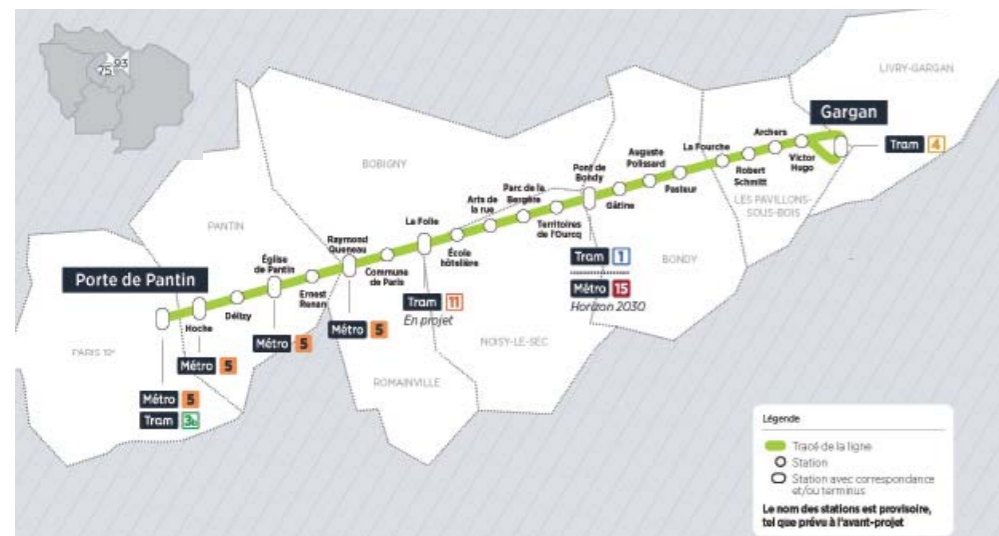 75
93
LIVRY-GARGAN
Gargan
Tram 4
Archers
Victor
Hugo
La Fourche
Robert
Schmitt
LES PAVILLONS-
SOUS-BOIS
Auguste
Polissard
Pasteur
Pont de
Bondy
Gâtine
Tram 1
Métro 15
Horizon 2030
BONDY
BOBIGNY
Parc de la
Bergère
Territoires
de l'Ourcq
Arts de
la rue
École
hôtelière
La Folie
Tram 11
En projet
NOISY-LE-SEC
PANTIN
Raymond
Queneau
Commune
de Paris
Métro 5
ROMAINVILLE
Église
de Pantin
Ernest
Renan
Métro 5
Porte de Pantin
Hoche
Délizy
Métro 5
PARIS 19e
Métro 5
Tram 3b
Légende
Tracé de la ligne
Station
Station avec correspondance
et/ou terminus
Le nom des stations est provisoire,
tel que prévu à l'avant-projet